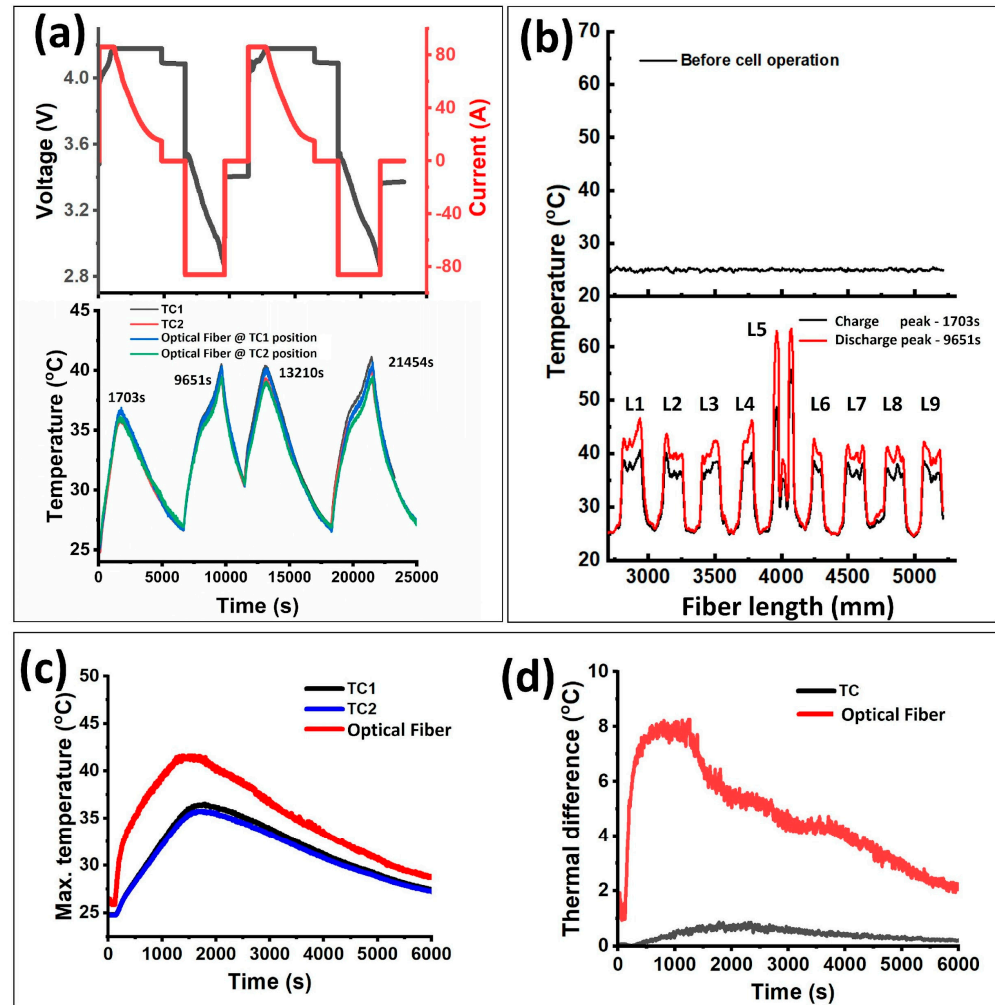 (a)
4.0
3.6
3.2
2.8
Voltage (V)
80
40
0
-40
-80
Current (A)
45
40
35
30
25
Temperature (°C)
TC1
TC2
Optical Fiber @ TC1 position
Optical Fiber @ TC2 position
1703s
9651s
13210s
21454s
0
5000
10000
15000
20000
25000
Time (s)
(b)
Before cell operation
70
60
50
40
30
20
Temperature (°C)
Charge peak - 1703s
Discharge peak - 9651s
L5
L1
L2
L3
L4
L6
L7
L8
L9
60
50
40
30
20
3000
3500
4000
4500
5000
Fiber length (mm)
(c)
50
45
40
35
30
25
Max. temperature (°C)
TC1
TC2
Optical Fiber
0
1000
2000
3000
4000
5000
6000
Time (s)
(d)
10
8
6
4
2
0
Thermal difference (°C)
TC
Optical Fiber
0
1000
2000
3000
4000
5000
6000
Time (s)